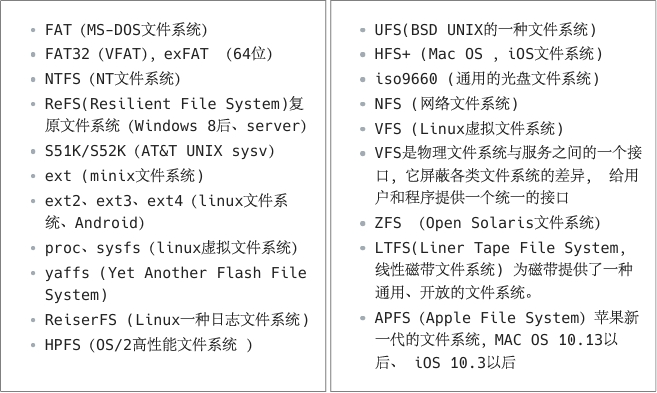 FAT (MS-DOS文件系统)
FAT32 (VFAT), exFAT （64位）
NTFS (NT文件系统)
ReFS(Resilient File System)复
原文件系统 (Windows 8后、server)
S51K/S52K (AT&T UNIX sysv)
ext (minix文件系统)
ext2、ext3、ext4 (linux文件系
统、Android)
proc、sysfs (linux虚拟文件系统)
yaffs (Yet Another Flash File
System)
ReiserFS (Linux一种日志文件系统)
HPFS (OS/2高性能文件系统 )
UFS(BSD UNIX的一种文件系统)
HFS+ (Mac OS , iOS文件系统)
iso9660 (通用的光盘文件系统)
NFS (网络文件系统)
VFS (Linux虚拟文件系统)
VFS是物理文件系统与服务之间的一个接
口，它屏蔽各类文件系统的差异， 给用
户和程序提供一个统一的接口
ZFS （Open Solaris文件系统）
LTFS(Liner Tape File System,
线性磁带文件系统) 为磁带提供了一种
通用、开放的文件系统。
APFS (Apple File System) 苹果新
一代的文件系统, MAC OS 10.13以
后、 iOS 10.3以后